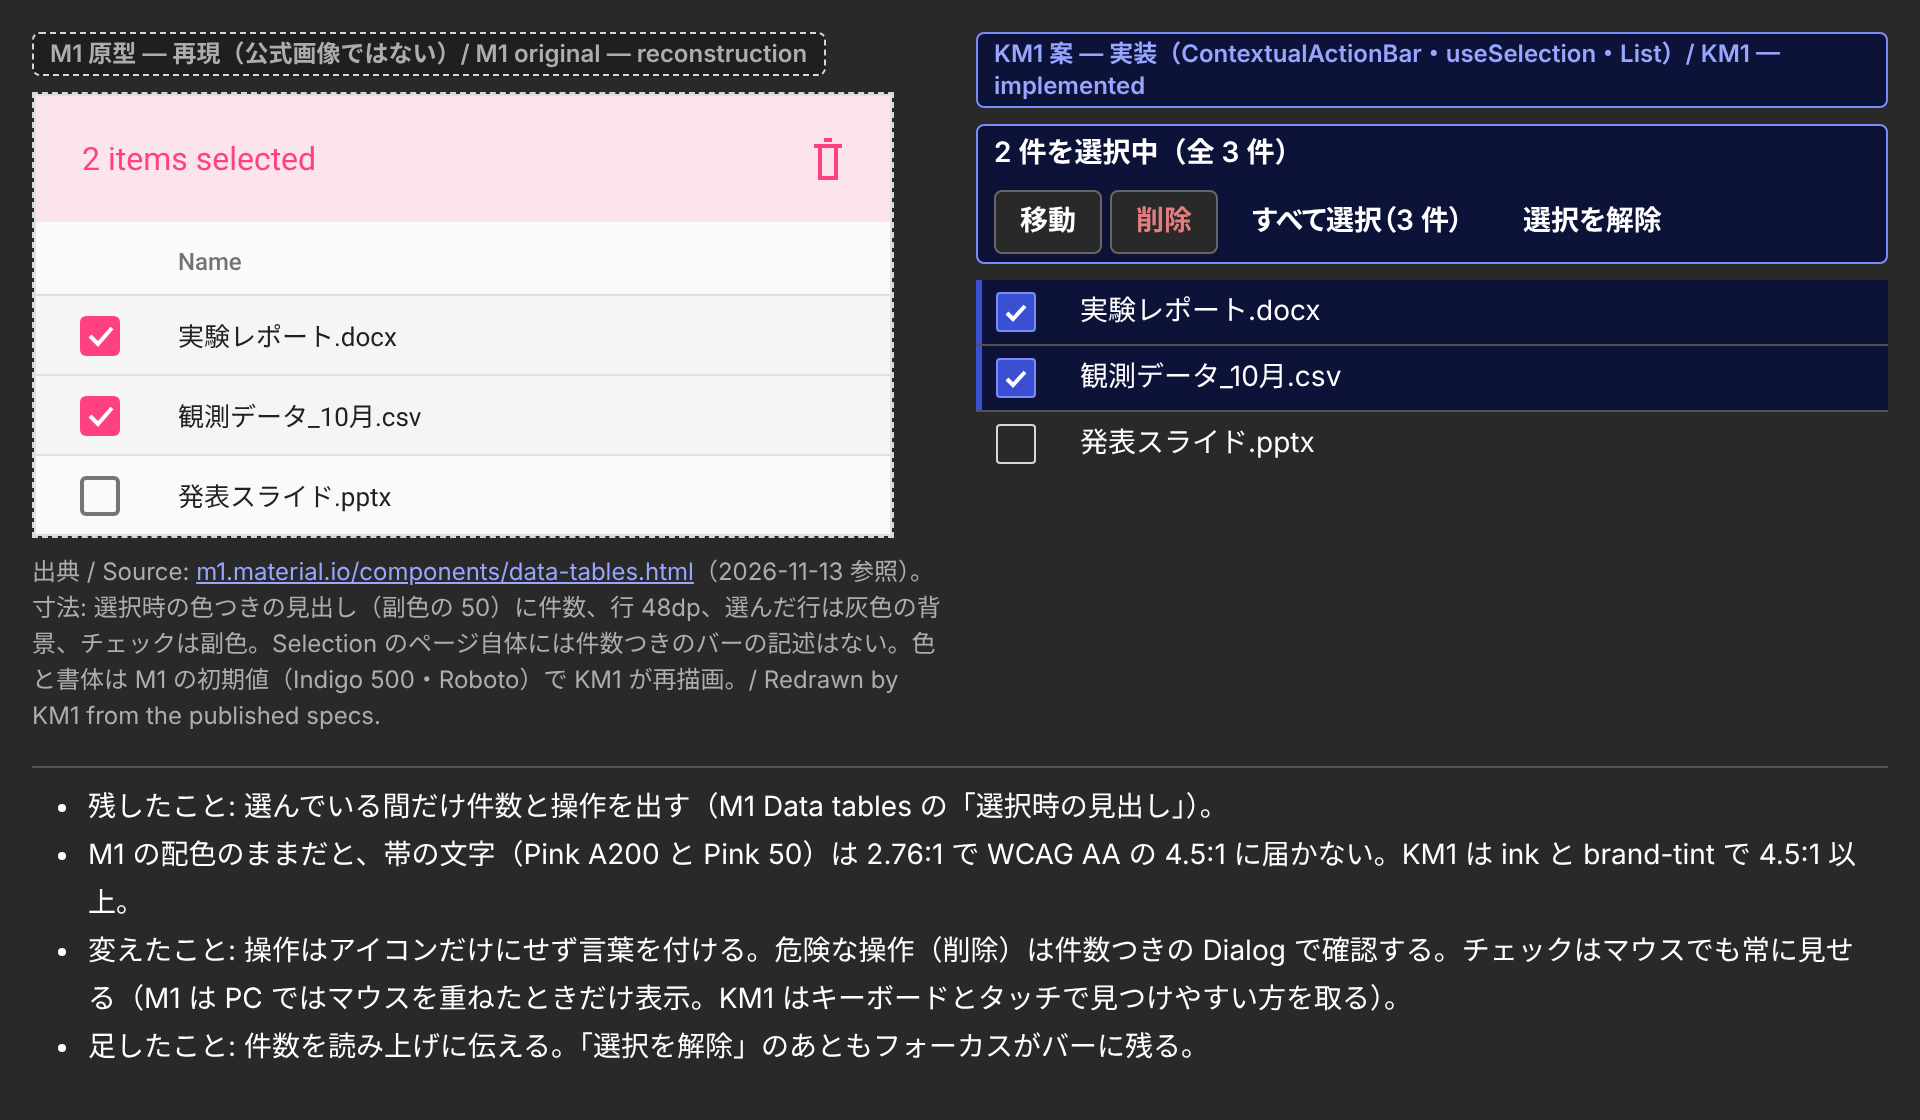 M1 原型 — 再現（公式画像ではない）/ M1 original — reconstruction
2 items selected
Name
実験レポート.docx
観測データ_10月.csv
発表スライド.pptx
出典 / Source: m1.material.io/components/data-tables.html（2026-11-13 参照）。
寸法: 選択時の色つきの見出し（副色の 50）に件数、行 48dp、選んだ行は灰色の背
景、チェックは副色。Selection のページ自体には件数つきのバーの記述はない。色
と書体は M1 の初期値（Indigo 500・Roboto）で KM1 が再描画。/ Redrawn by
KM1 from the published specs.
KM1 案 — 実装（ContextualActionBar・useSelection・List）/ KM1 —
implemented
2 件を選択中（全 3 件）
移動 削除 すべて選択（3 件） 選択を解除
実験レポート.docx
観測データ_10月.csv
発表スライド.pptx
• 残したこと: 選んでいる間だけ件数と操作を出す（M1 Data tables の「選択時の見出し」）。
• M1 の配色のままだと、帯の文字（Pink A200 と Pink 50）は 2.76:1 で WCAG AA の 4.5:1 に届かない。KM1 は ink と brand-tint で 4.5:1 以
上。
• 変えたこと: 操作はアイコンだけにせず言葉を付ける。危険な操作（削除）は件数つきの Dialog で確認する。チェックはマウスでも常に見せ
る（M1 は PC ではマウスを重ねたときだけ表示。KM1 はキーボードとタッチで見つけやすい方を取る）。
• 足したこと: 件数を読み上げに伝える。「選択を解除」のあともフォーカスがバーに残る。